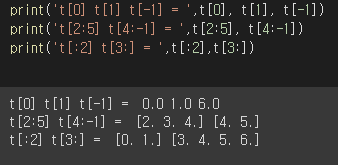 print('t[0] t[1] t[-1] = ',t[0], t[1], t[-1])
print('t[2:5] t[4:-1] = ',t[2:5], t[4:-1])
print('t[:2] t[3:] = ',t[:2],t[3:])
t[0] t[1] t[-1] =  0.0 1.0 6.0
t[2:5] t[4:-1] =  [2. 3. 4.] [4. 5.]
t[:2] t[3:] =  [0. 1.] [3. 4. 5. 6.]